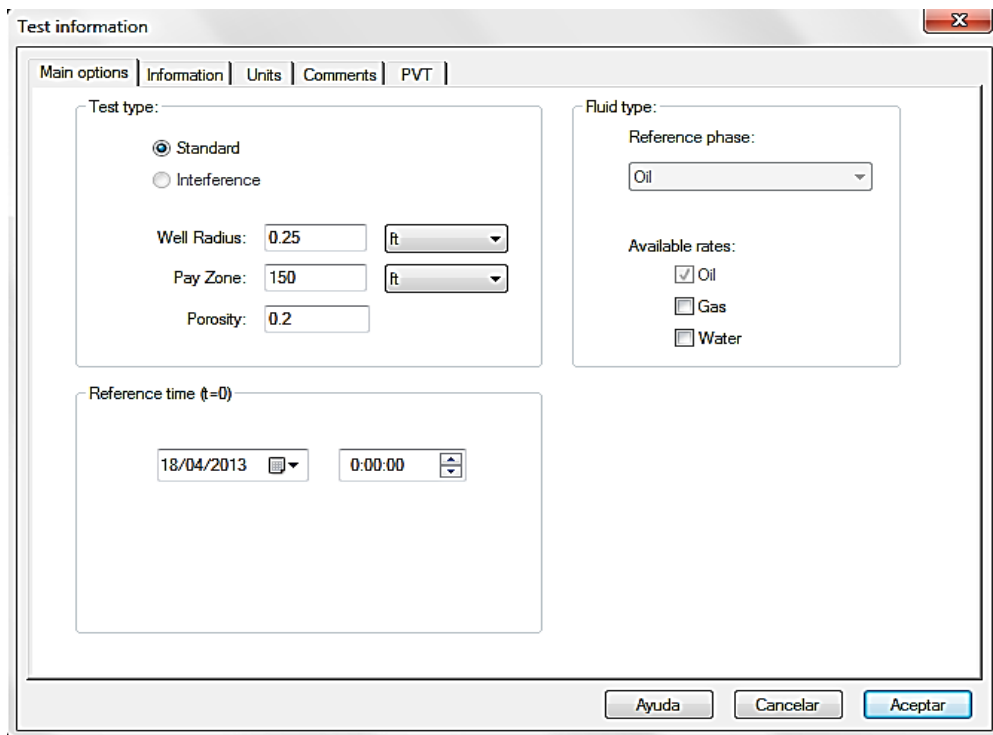 Test information
x
Main options Information Units Comments PVT
Test type:
Standard
Interference
Well Radius: 0.25 ft
Pay Zone: 150 ft
Porosity: 0.2
Fluid type:
Reference phase:
Oil
Available rates:
Oil
Gas
Water
Reference time (t=0)
18/04/2013 0:00:00
Ayuda Cancelar Aceptar